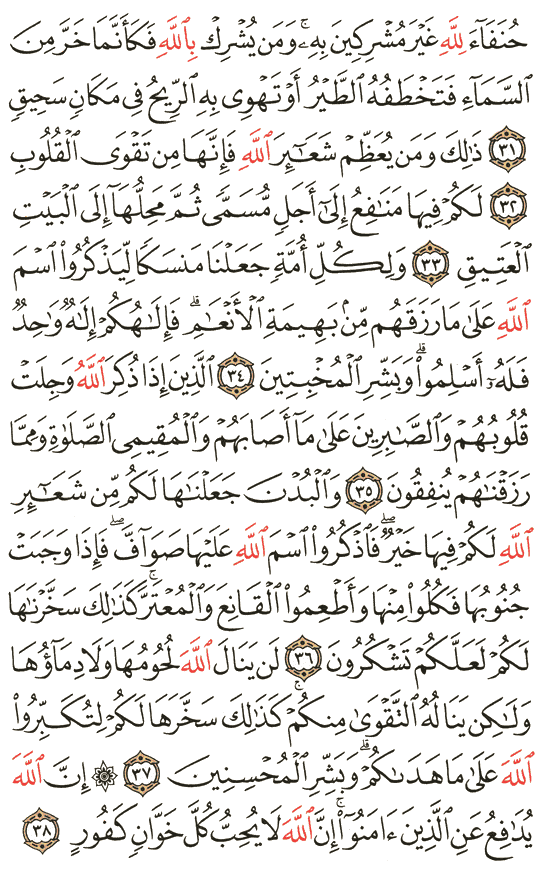 حُنَفَآءَ لِلَّهِ غَيْرَ مُشْرِكِينَ بِهِۦۚ وَمَن يُشْرِكْ بِٱللَّهِ فَكَأَنَّمَا خَرَّ مِنَ
ٱلسَّمَآءِ فَتَخْطَفُهُ ٱلطَّيْرُ أَوْ تَهْوِى بِهِ ٱلرِّيحُ فِى مَكَانٍ سَحِيقٍ
٣١ ذَٰلِكَ وَمَن يُعَظِّمْ شَعَـٰٓئِرَ ٱللَّهِ فَإِنَّهَا مِن تَقْوَى ٱلْقُلُوبِ
٣٢ لَكُمْ فِيهَا مَنَـٰفِعُ إِلَىٰٓ أَجَلٍ مُّسَمًّى ثُمَّ مَحِلُّهَآ إِلَى ٱلْبَيْتِ
ٱلْعَتِيقِ ٣٣ وَلِكُلِّ أُمَّةٍ جَعَلْنَا مَنسَكًا لِّيَذْكُرُوا۟ ٱسْمَ
ٱللَّهِ عَلَىٰ مَا رَزَقَهُم مِّنۢ بَهِيمَةِ ٱلْأَنْعَـٰمِۗ فَإِلَـٰهُكُمْ إِلَـٰهٌ وَٰحِدٌ
فَلَهُۥٓ أَسْلِمُوا۟ۗ وَبَشِّرِ ٱلْمُخْبِتِينَ ٣٤ ٱلَّذِينَ إِذَا ذُكِرَ ٱللَّهُ وَجِلَتْ
قُلُوبُهُمْ وَٱلصَّـٰبِرِينَ عَلَىٰ مَآ أَصَابَهُمْ وَٱلْمُقِيمِى ٱلصَّلَوٰةِ وَمِمَّا
رَزَقْنَـٰهُمْ يُنفِقُونَ ٣٥ وَٱلْبُدْنَ جَعَلْنَـٰهَا لَكُم مِّن شَعَـٰٓئِرِ
ٱللَّهِ لَكُمْ فِيهَا خَيْرٌۖ فَٱذْكُرُوا۟ ٱسْمَ ٱللَّهِ عَلَيْهَا صَوَآفَّۖ فَإِذَا وَجَبَتْ
جُنُوبُهَا فَكُلُوا۟ مِنْهَا وَأَطْعِمُوا۟ ٱلْقَانِعَ وَٱلْمُعْتَرَّۚ كَذَٰلِكَ سَخَّرْنَـٰهَا
لَكُمْ لَعَلَّكُمْ تَشْكُرُونَ ٣٦ لَن يَنَالَ ٱللَّهَ لُحُومُهَا وَلَا دِمَآؤُهَا
وَلَـٰكِن يَنَالُهُ ٱلتَّقْوَىٰ مِنكُمْۚ كَذَٰلِكَ سَخَّرَهَا لَكُمْ لِتُكَبِّرُوا۟
ٱللَّهَ عَلَىٰ مَا هَدَىٰكُمْۗ وَبَشِّرِ ٱلْمُحْسِنِينَ ٣٧ ۞ إِنَّ ٱللَّهَ
يُدَٰفِعُ عَنِ ٱلَّذِينَ ءَامَنُوٓا۟ۗ إِنَّ ٱللَّهَ لَا يُحِبُّ كُلَّ خَوَّانٍ كَفُورٍ ٣٨